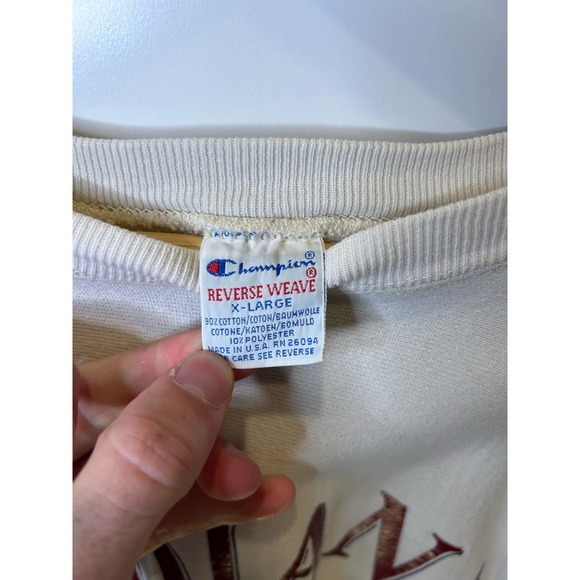 Champion®
REVERSE WEAVE®
X-LARGE
90% COTTON/COTON/BAUMWOLLE
COTONE/KATOEN/BOMULD
10% POLYESTER
MADE IN U.S.A. RN 26094
CARE SEE REVERSE